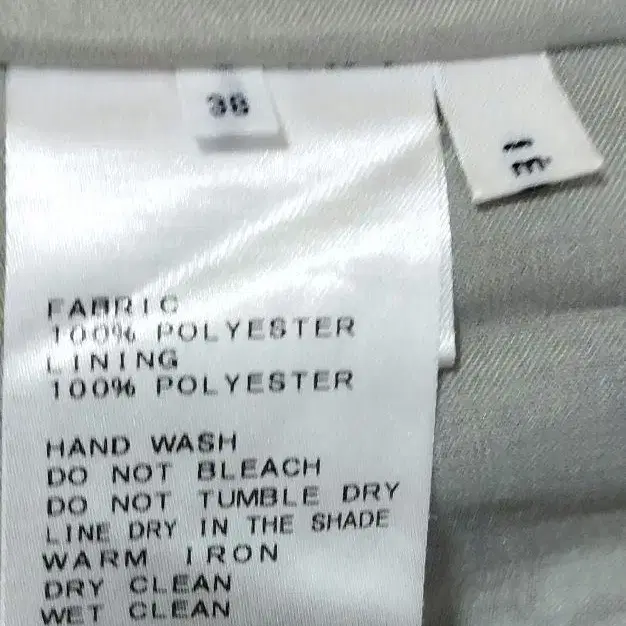 38
FABRIC
100% POLYESTER
LINING
100% POLYESTER
HAND WASH
DO NOT BLEACH
DO NOT TUMBLE DRY
LINE DRY IN THE SHADE
WARM IRON
DRY CLEAN
WET CLEAN